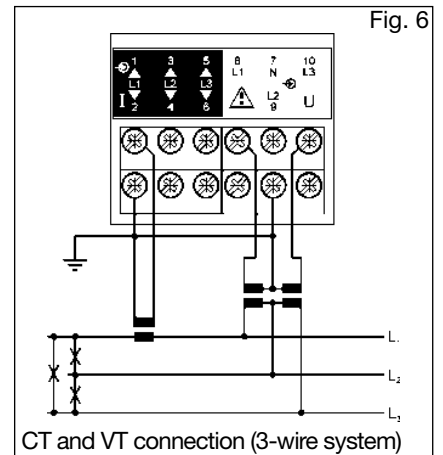 Fig. 6
1 3 5 8 7 10
L1 L2 L3 L1 N L3
I 2 4 6 L2 9 U
L₁
L₂
L₃
CT and VT connection (3-wire system)